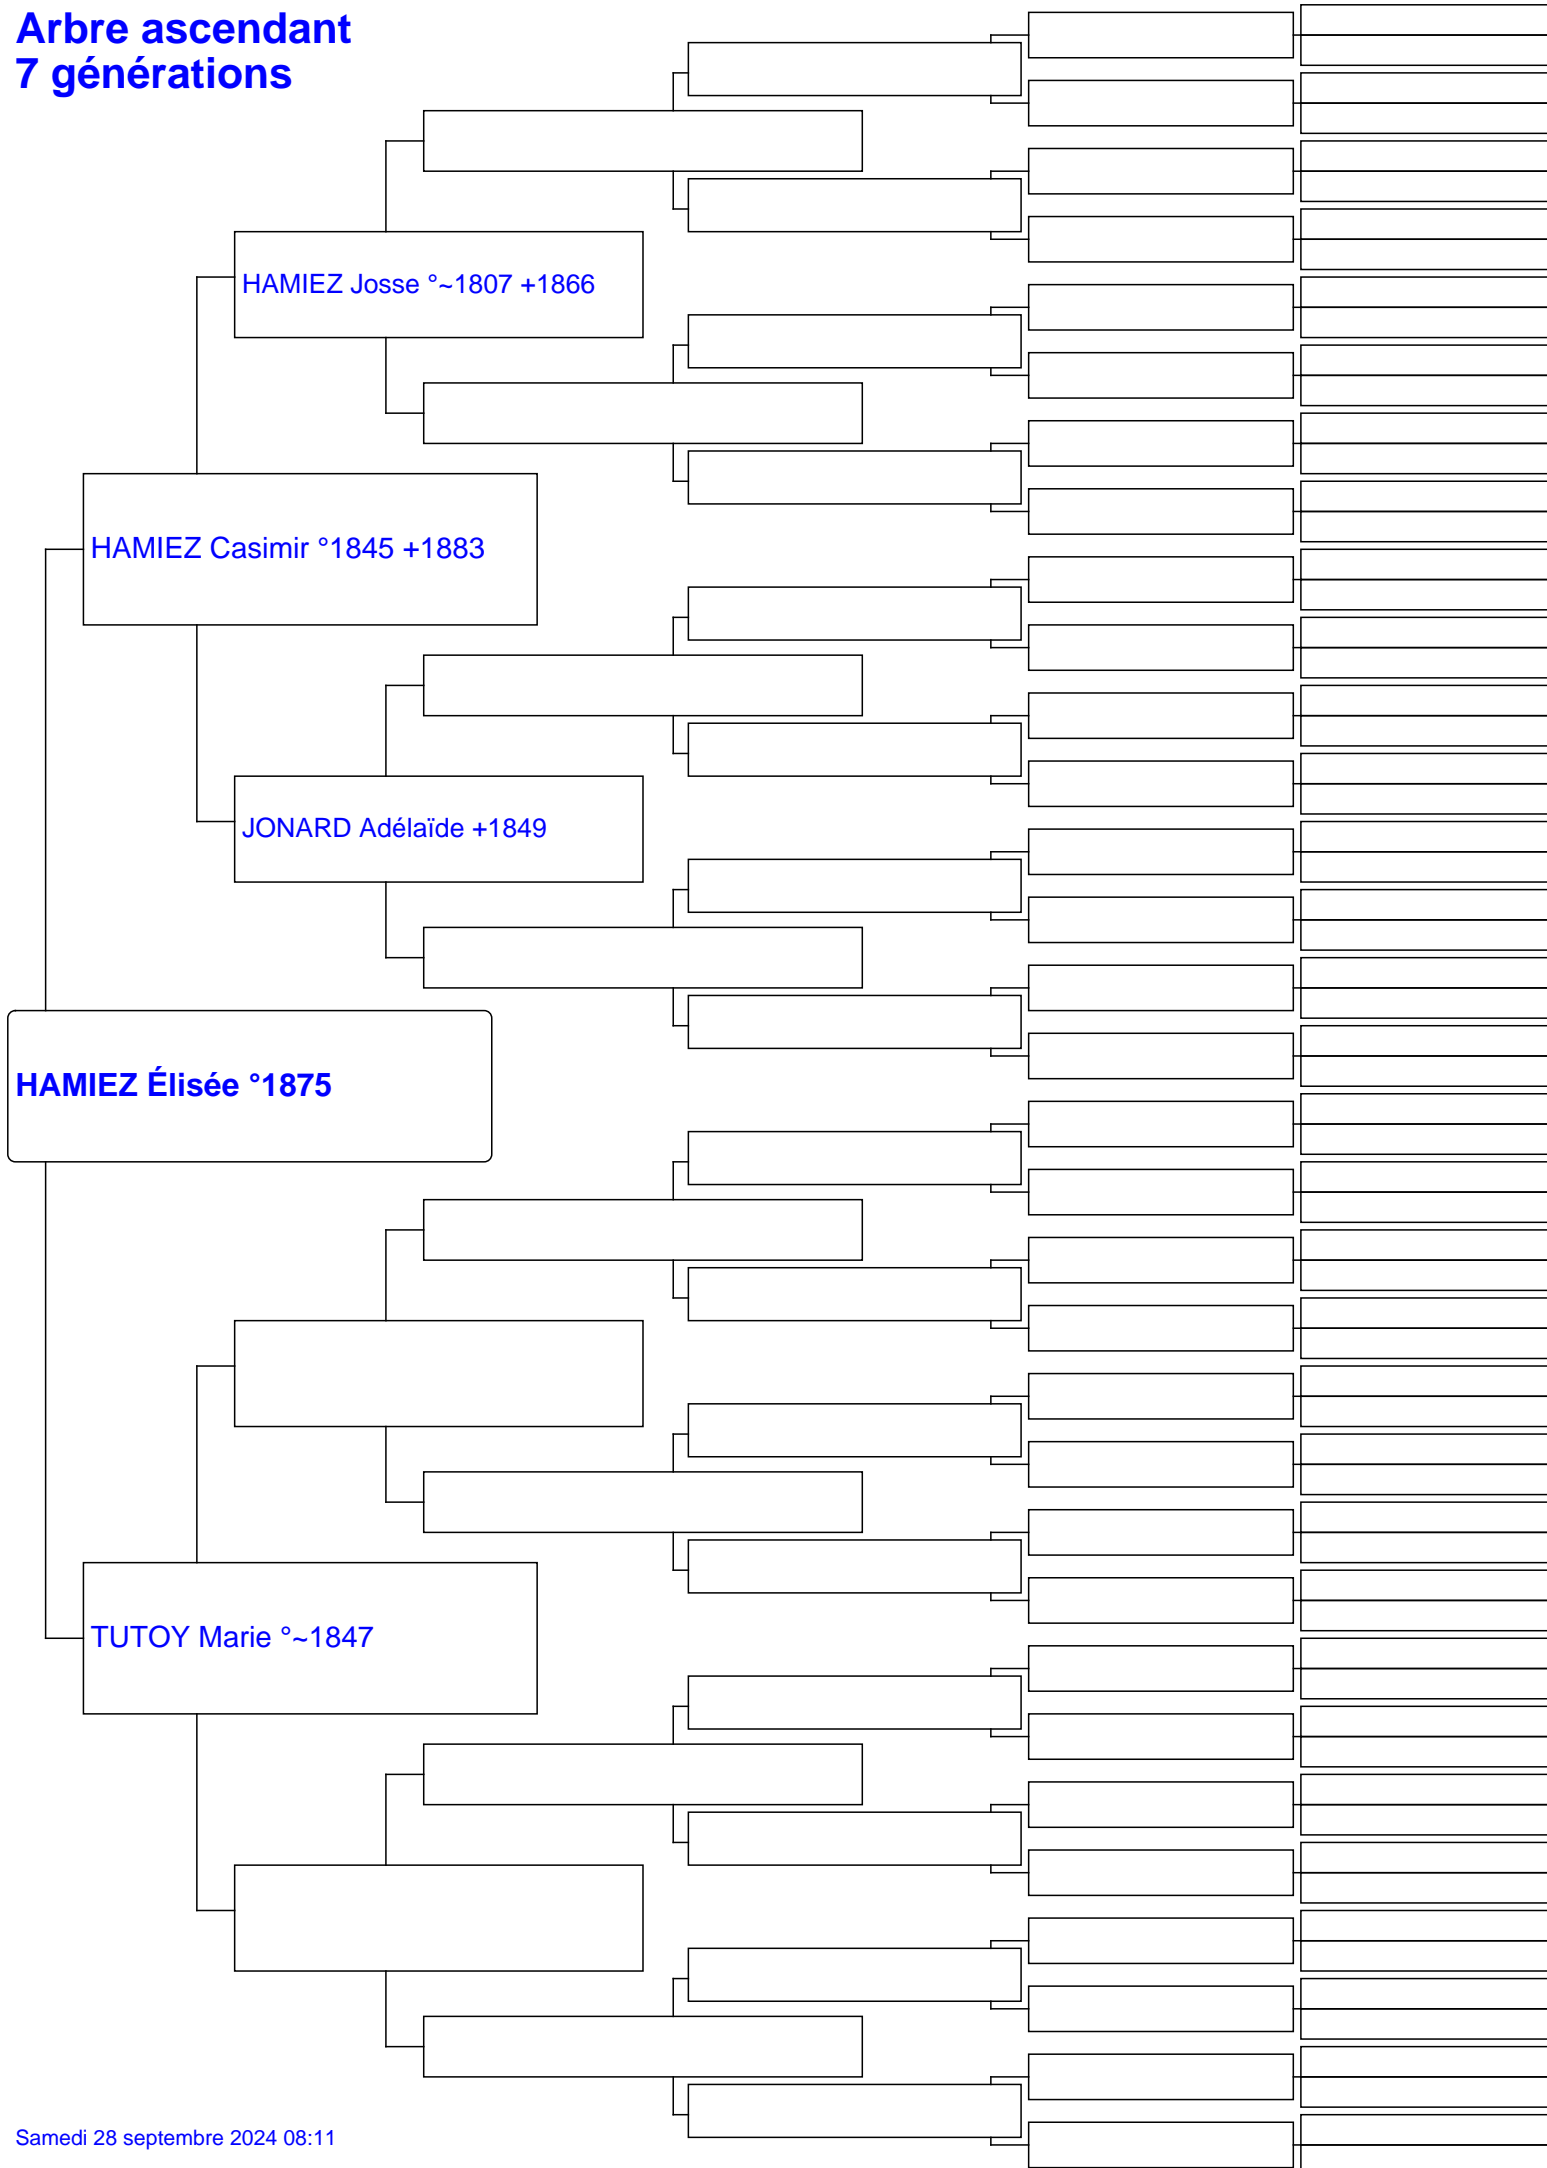 Arbre ascendant
7 générations
HAMIEZ Josse °~1807 +1866
HAMIEZ Casimir °1845 +1883
JONARD Adélaïde +1849
HAMIEZ Élisée °1875
TUTOY Marie °~1847
Samedi 28 septembre 2024 08:11